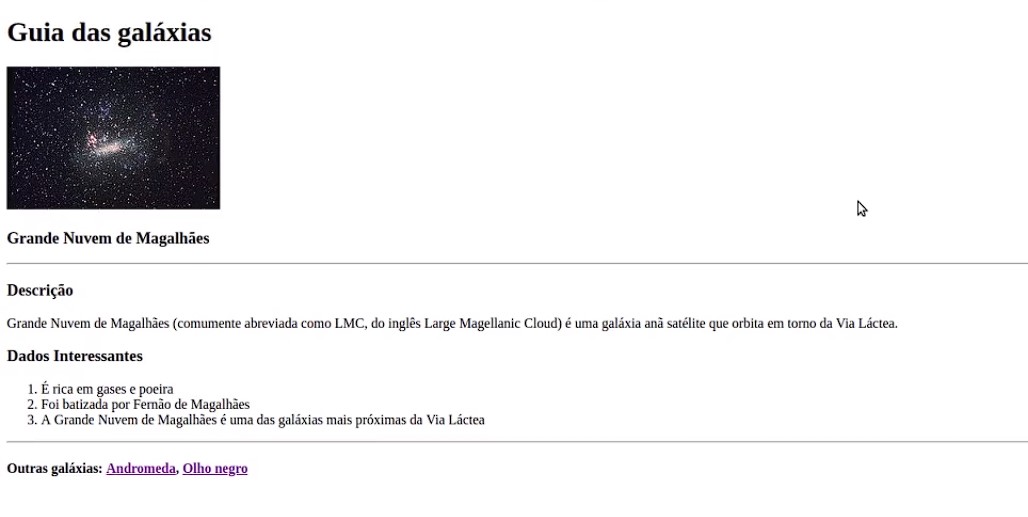 Guia das galáxias
Grande Nuvem de Magalhães
Descrição
Grande Nuvem de Magalhães (comumente abreviada como LMC, do inglês Large Magellanic Cloud) é uma galáxia anã satélite que orbita em torno da Via Láctea.
Dados Interessantes
1. É rica em gases e poeira
2. Foi batizada por Fernão de Magalhães
3. A Grande Nuvem de Magalhães é uma das galáxias mais próximas da Via Láctea
Outras galáxias: Andromeda, Olho negro